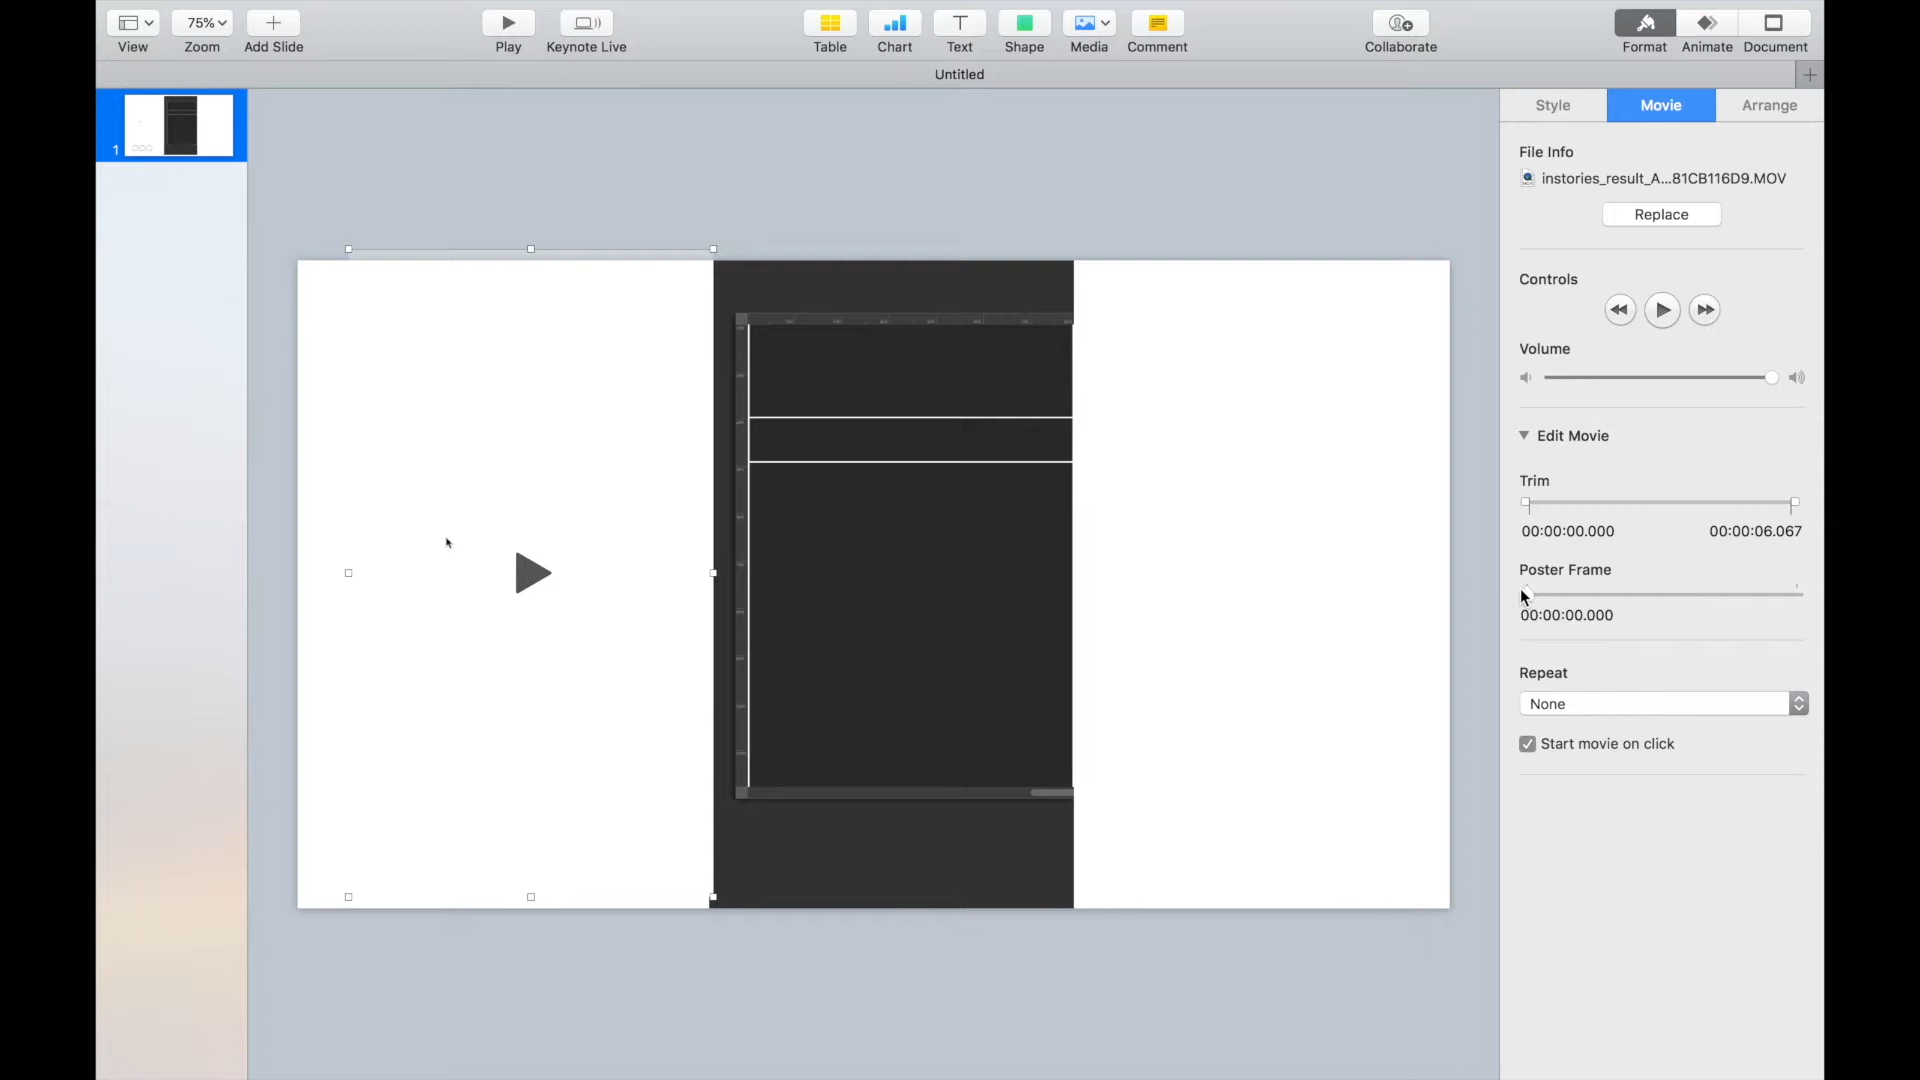 View
75%
Zoom
Add Slide
Play
Keynote Live
Table
Chart
Text
Shape
Media
Comment
Collaborate
Format
Animate
Document
Untitled
1
Style
Movie
Arrange
File Info
instories_result_A...81CB116D9.MOV
Replace
Controls
Volume
Edit Movie
Trim
00:00:00.000
00:00:06.067
Poster Frame
00:00:00.000
Repeat
None
Start movie on click